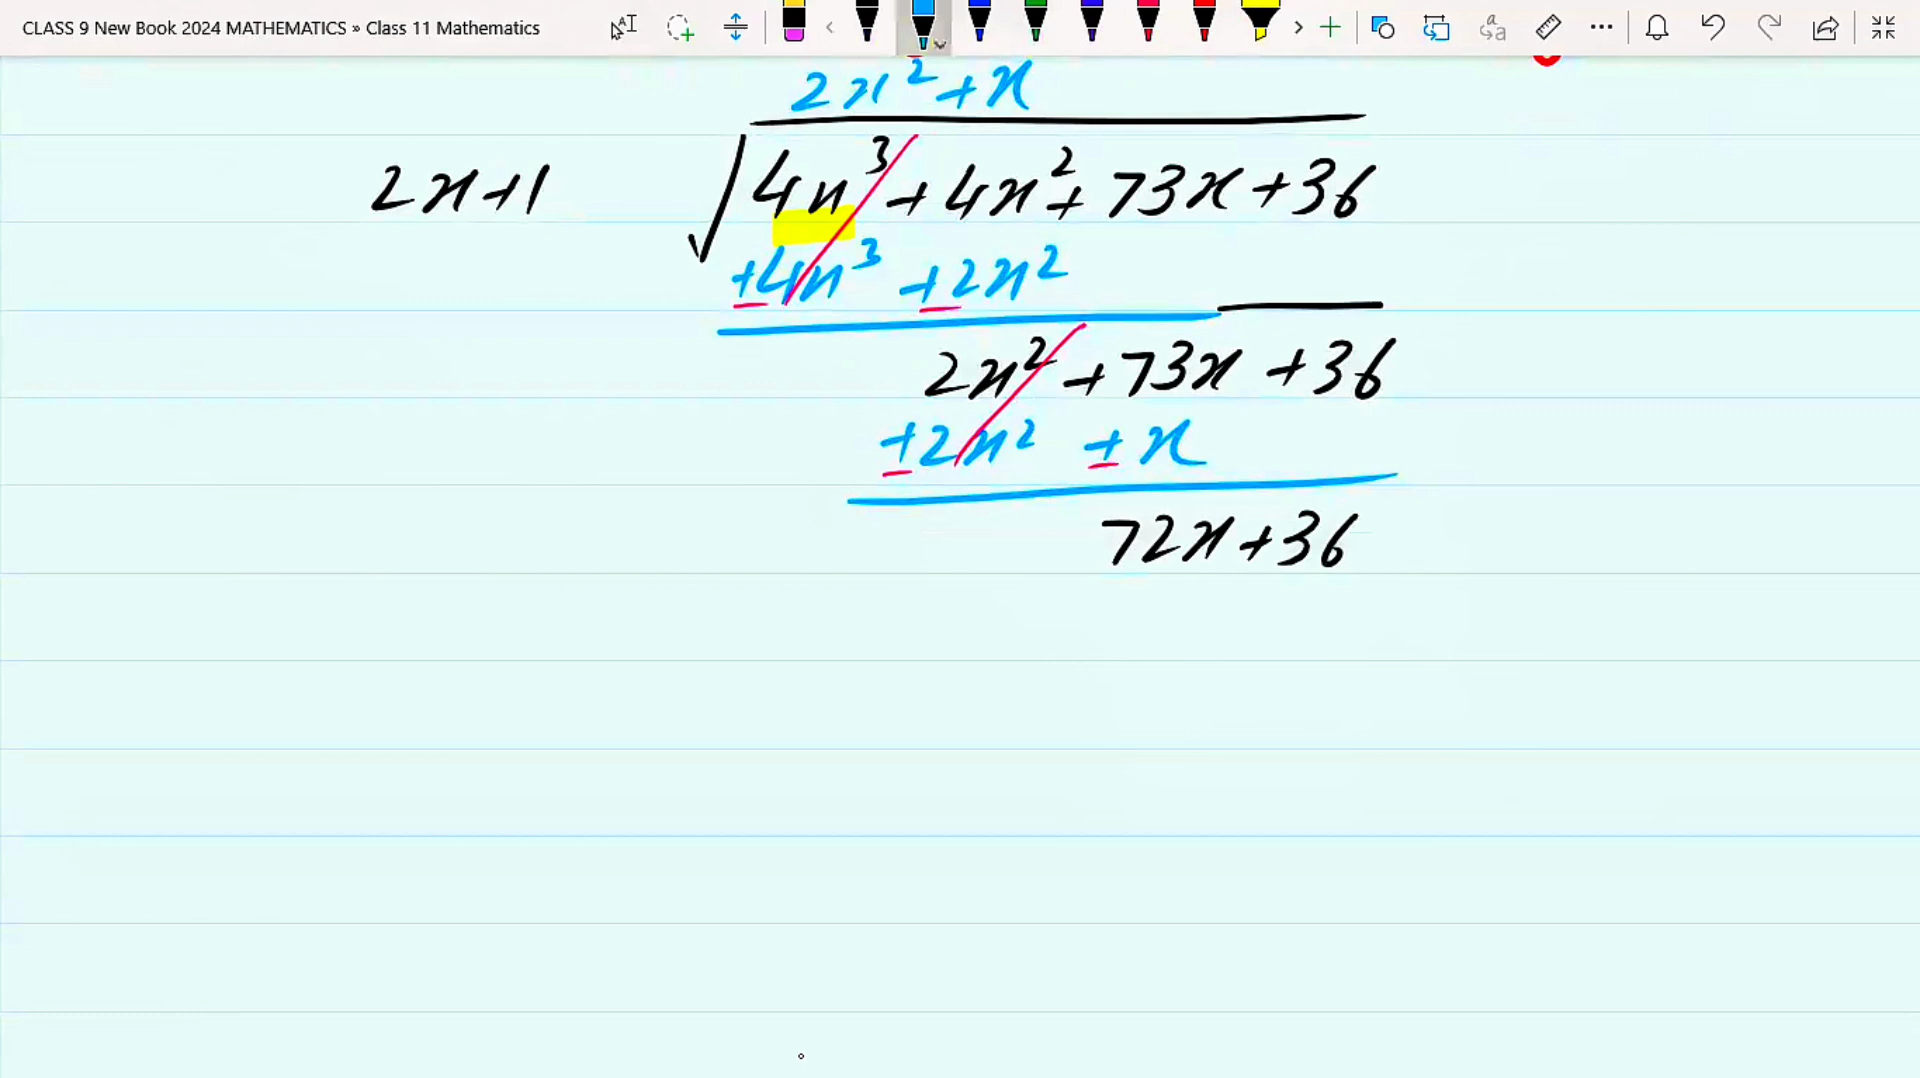 CLASS 9 New Book 2024 MATHEMATICS » Class 11 Mathematics
2x²+x
2x+1 √4x³+4x²+73x+36
±4x³ ±2x²
2x²+73x+36
±2x² ±x
72x+36